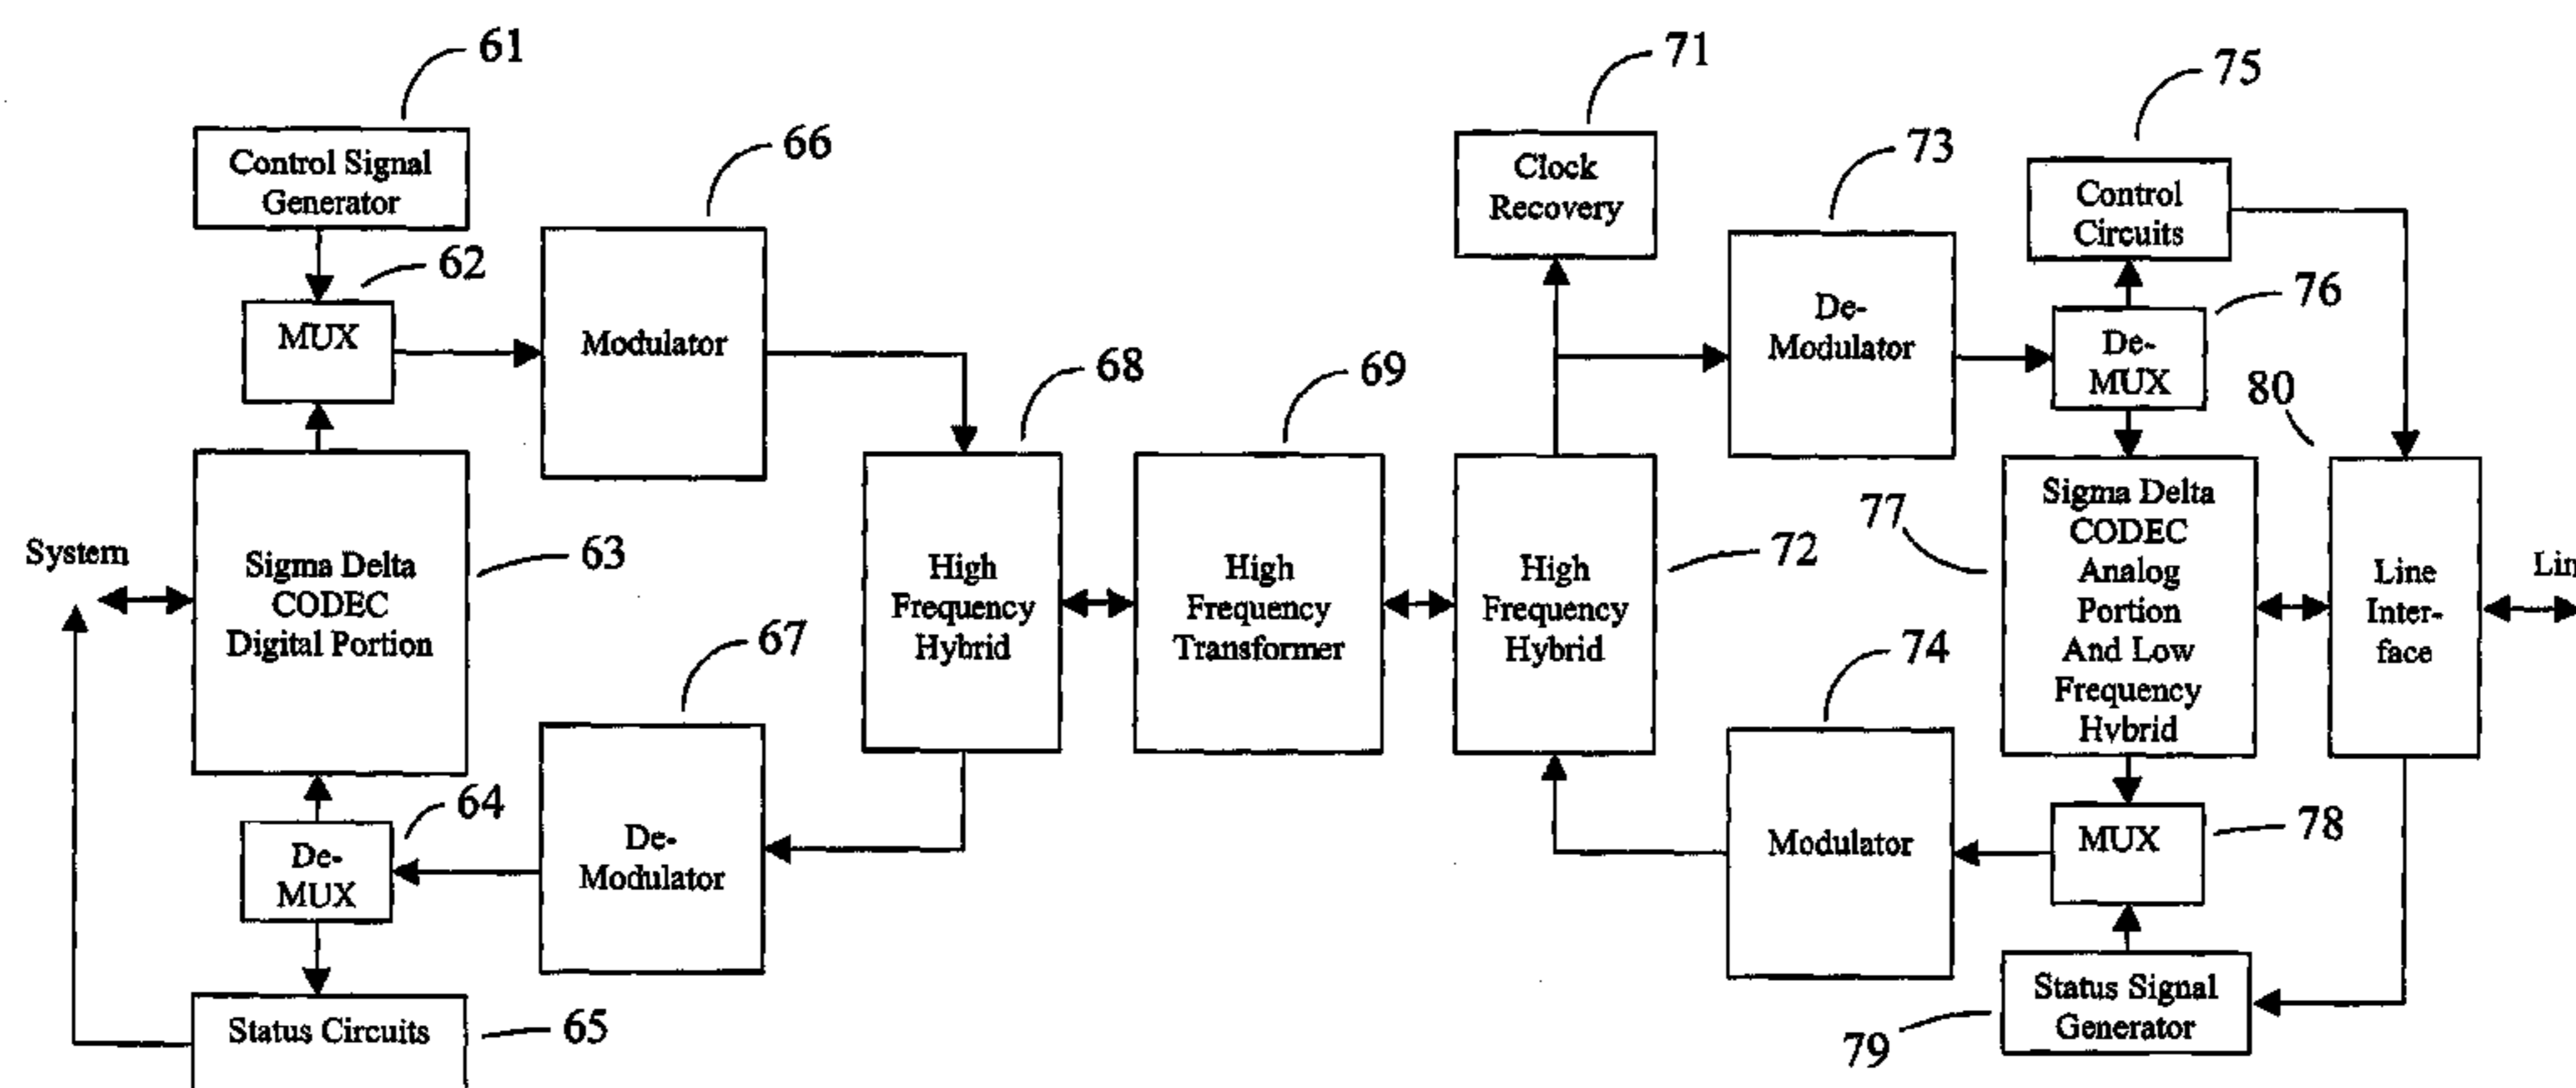 61
Control Signal
Generator
62
MUX
66
Modulator
System
Sigma Delta
CODEC
Digital Portion
63
64
De-
MUX
Status Circuits
65
67
De-
Modulator
68
High
Frequency
Hybrid
69
High
Frequency
Transformer
71
Clock
Recovery
72
High
Frequency
Hybrid
73
De-
Modulator
74
Modulator
75
Control
Circuits
76
De-
MUX
77
Sigma Delta
CODEC
Analog
Portion
And Low
Frequency
Hybrid
78
MUX
79
Status Signal
Generator
80
Line
Inter-
face